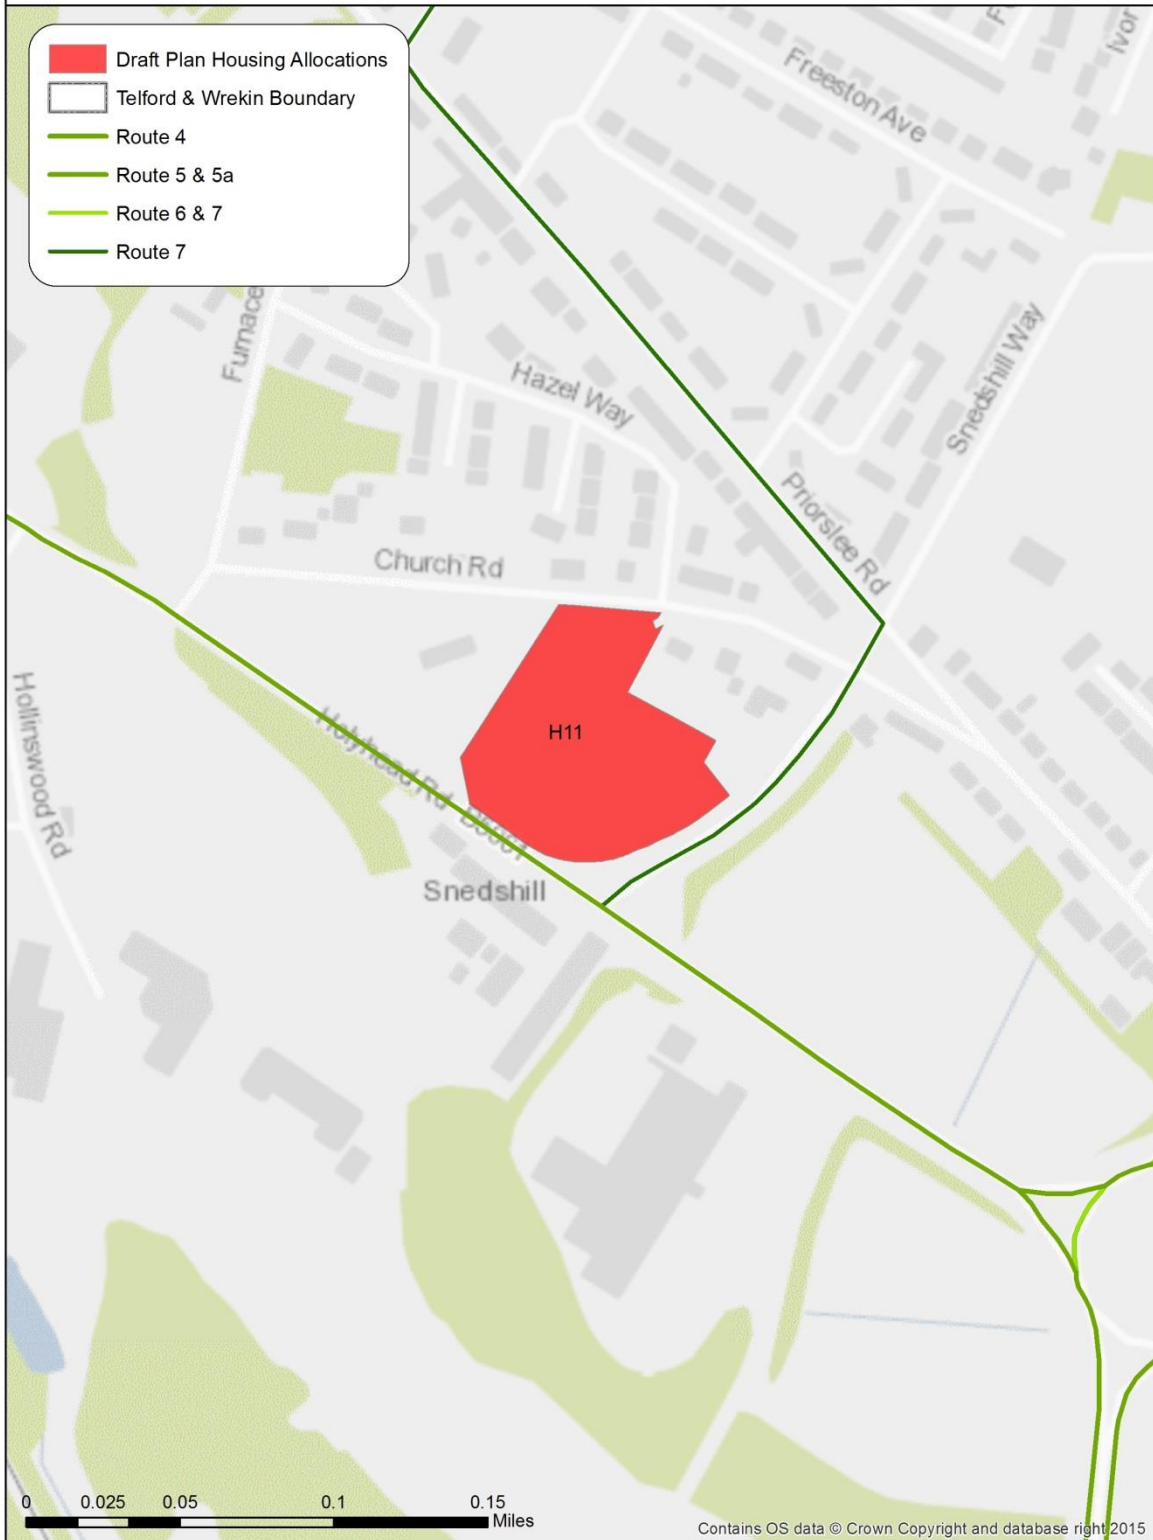 Draft Plan Housing Allocations
Telford & Wrekin Boundary
Route 4
Route 5 & 5a
Route 6 & 7
Route 7
Freeston Ave
Ivor
Furnace
Hazel Way
Snedshill Way
Priorslee Rd
Church Rd
Hollinswood Rd
H11
Holyhead Rd
Snedshill
0 0.025 0.05 0.1 0.15
Miles
Contains OS data © Crown Copyright and database right 2015